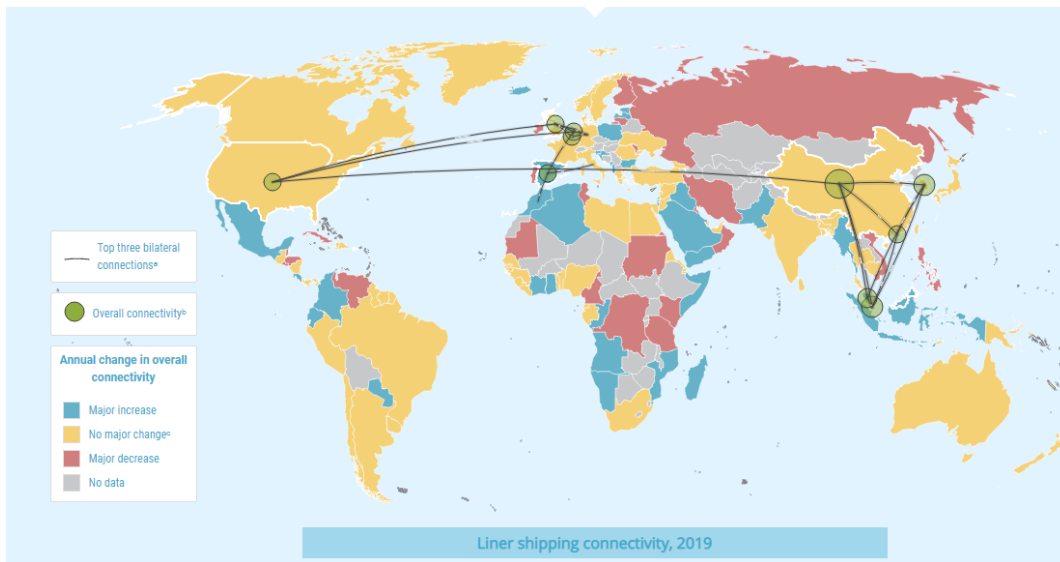 Top three bilateral
connectionsᵃ
Overall connectivityᵇ
Annual change in overall
connectivity
Major increase
No major changeᶜ
Major decrease
No data
Liner shipping connectivity, 2019